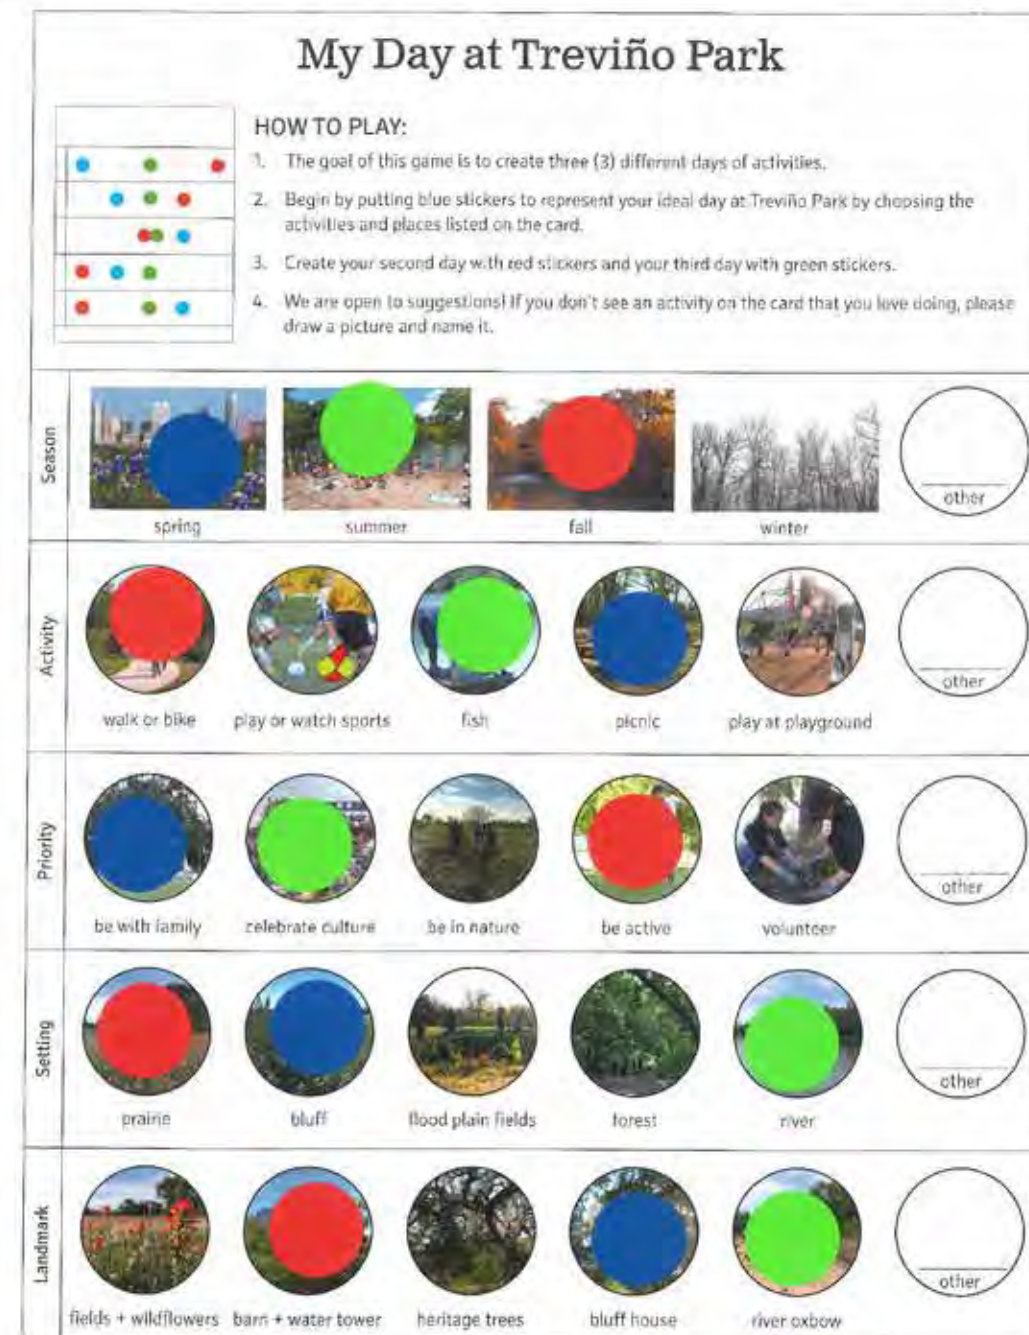 My Day at Treviño Park
HOW TO PLAY:
1. The goal of this game is to create three (3) different days of activities.
2. Begin by putting blue stickers to represent your ideal day at Treviño Park by choosing the
activities and places listed on the card.
3. Create your second day with red stickers and your third day with green stickers.
4. We are open to suggestions! If you don't see an activity on the card that you love doing, please
draw a picture and name it.
Season
spring summer fall winter other
Activity
walk or bike play or watch sports fish picnic play at playground other
Priority
be with family celebrate culture be in nature be active volunteer other
Setting
prairie bluff flood plain fields forest river other
Landmark
fields + wildflowers barn + water tower heritage trees bluff house river oxbow other